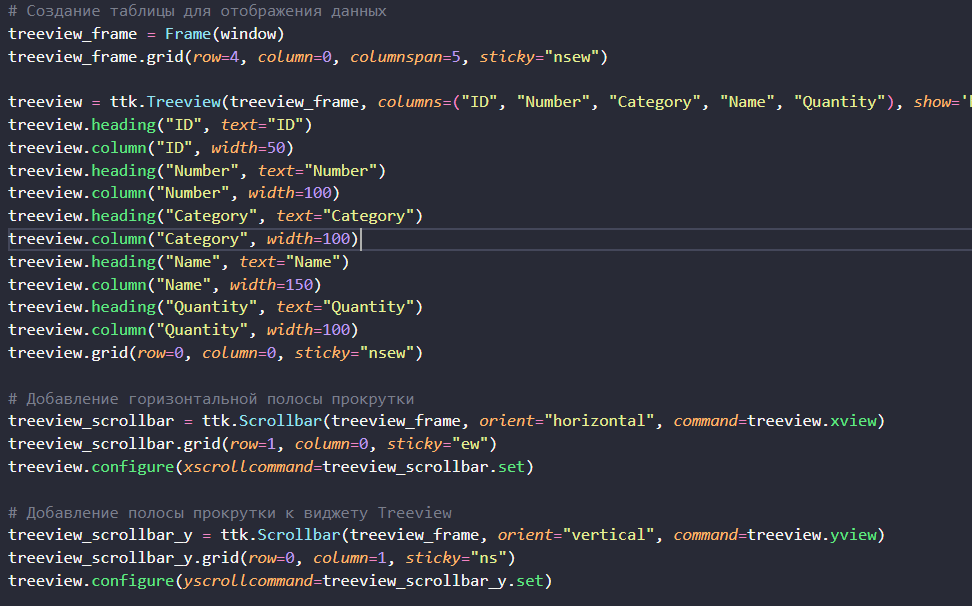 # Создание таблицы для отображения данных
treeview_frame = Frame(window)
treeview_frame.grid(row=4, column=0, columnspan=5, sticky="nsew")
treeview = ttk.Treeview(treeview_frame, columns=("ID", "Number", "Category", "Name", "Quantity"), show='
treeview.heading("ID", text="ID")
treeview.column("ID", width=50)
treeview.heading("Number", text="Number")
treeview.column("Number", width=100)
treeview.heading("Category", text="Category")
treeview.column("Category", width=100)
treeview.heading("Name", text="Name")
treeview.column("Name", width=150)
treeview.heading("Quantity", text="Quantity")
treeview.column("Quantity", width=100)
treeview.grid(row=0, column=0, sticky="nsew")
# Добавление горизонтальной полосы прокрутки
treeview_scrollbar = ttk.Scrollbar(treeview_frame, orient="horizontal", command=treeview.xview)
treeview_scrollbar.grid(row=1, column=0, sticky="ew")
treeview.configure(xscrollcommand=treeview_scrollbar.set)
# Добавление полосы прокрутки к виджету Treeview
treeview_scrollbar_y = ttk.Scrollbar(treeview_frame, orient="vertical", command=treeview.yview)
treeview_scrollbar_y.grid(row=0, column=1, sticky="ns")
treeview.configure(yscrollcommand=treeview_scrollbar_y.set)